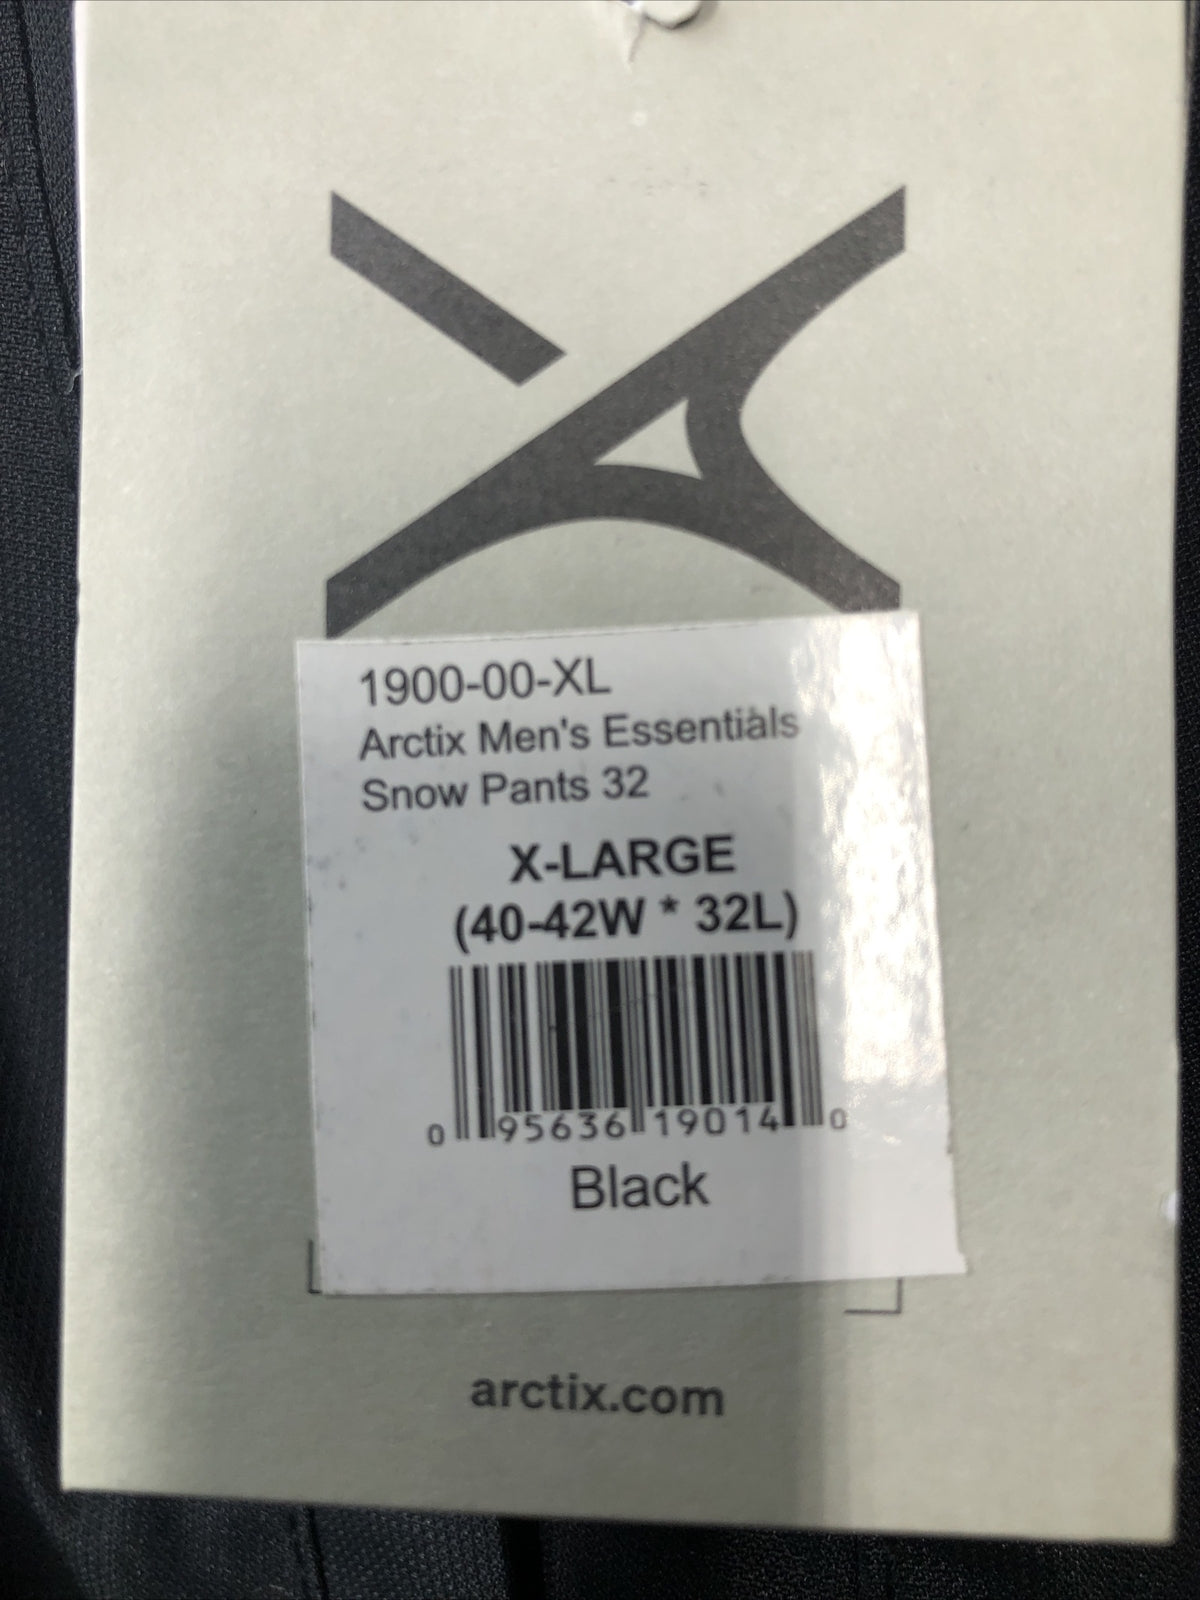 1900-00-XL
Arctix Men's Essentials
Snow Pants 32
X-LARGE
(40-42W * 32L)
0 95636 19014 0
Black
arctix.com